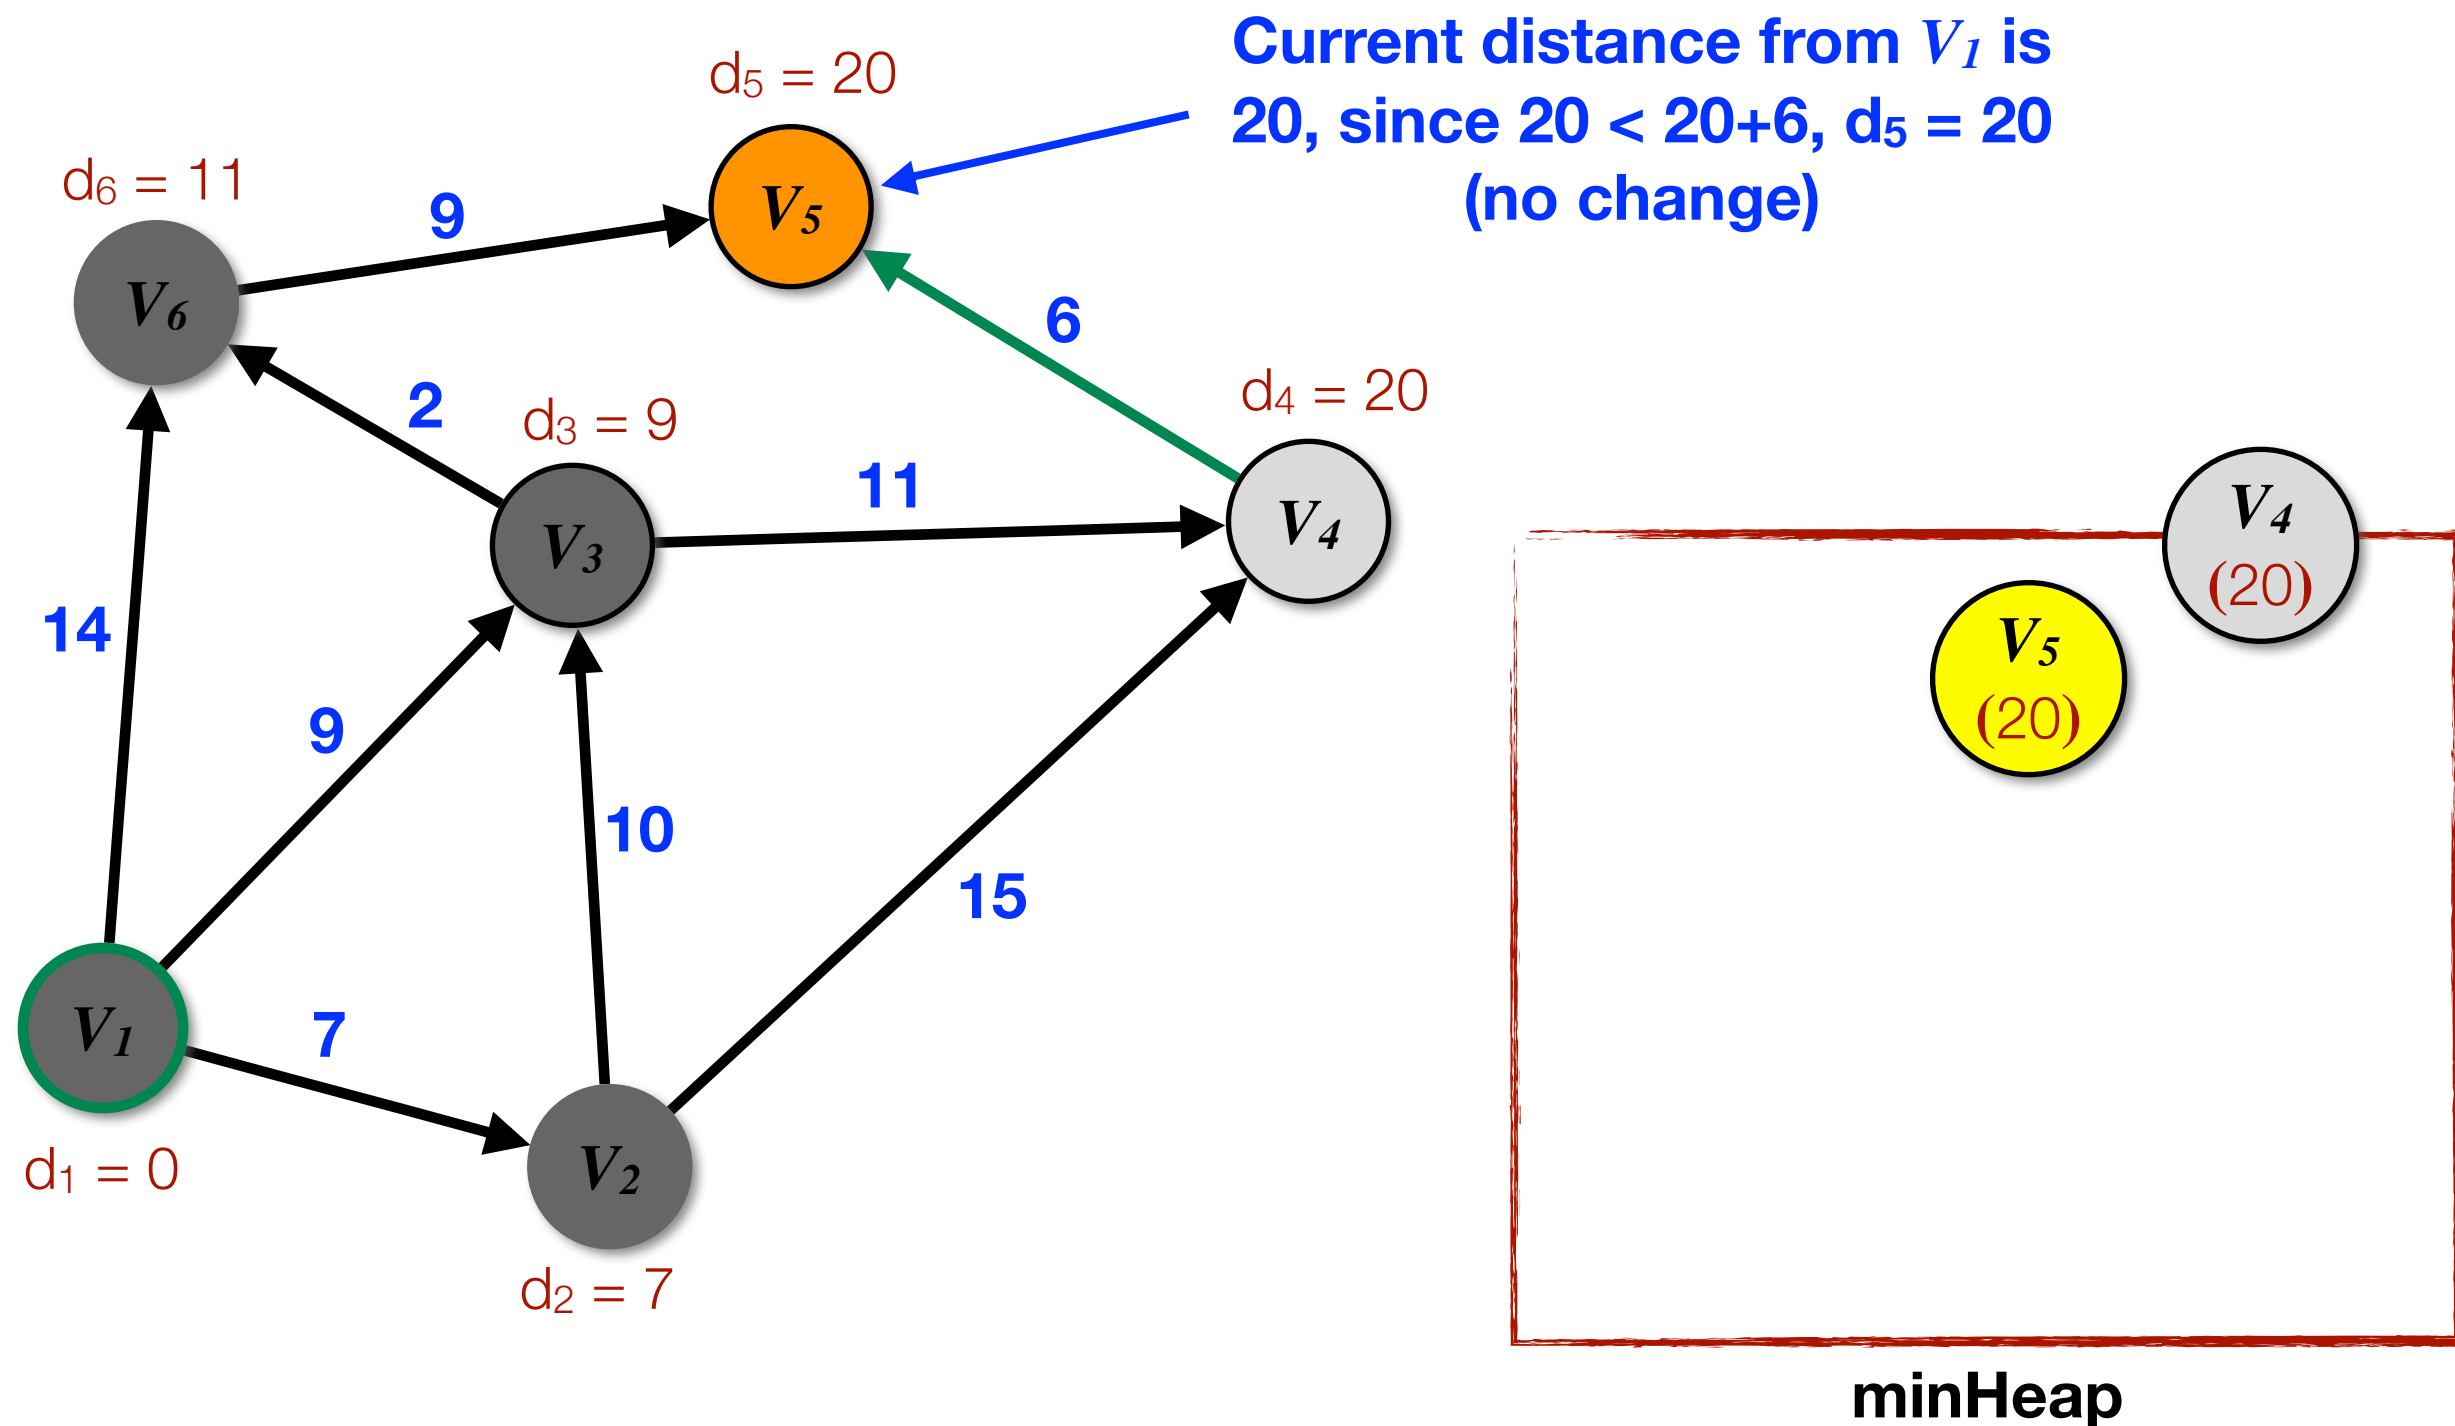 Current distance from V₁ is
20, since 20 < 20+6, d₅ = 20
(no change)
d₅ = 20
V₅
d₆ = 11
9
V₆
6
2
d₃ = 9
d₄ = 20
11
V₃
V₄
V₄
(20)
V₅
(20)
14
9
10
15
V₁
7
d₁ = 0
V₂
d₂ = 7
minHeap